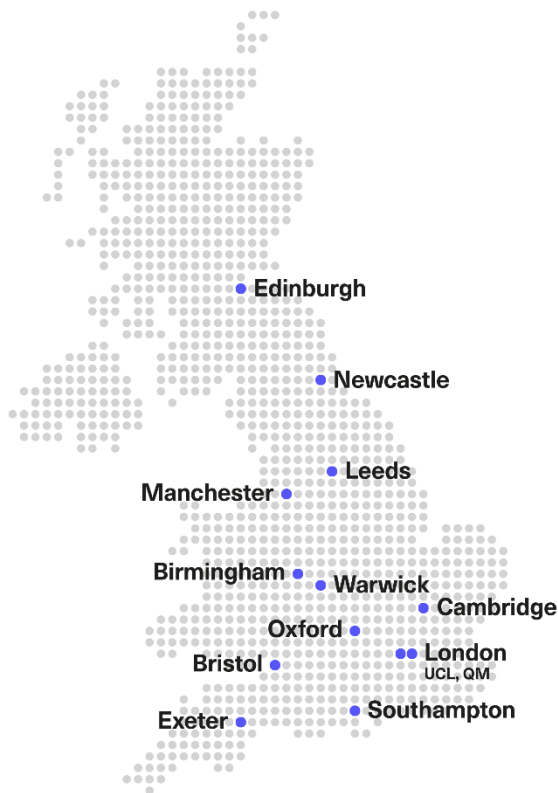 Edinburgh
Newcastle
Leeds
Manchester
Birmingham
Warwick
Cambridge
Oxford
London
UCL, QM
Bristol
Southampton
Exeter